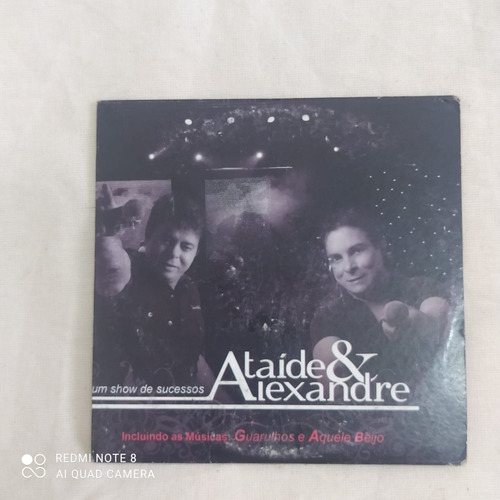 um show de sucessos
Ataíde &
Alexandre
Incluindo as Músicas: Guarulhos e Aquele Beijo
REDMI NOTE 8
AI QUAD CAMERA